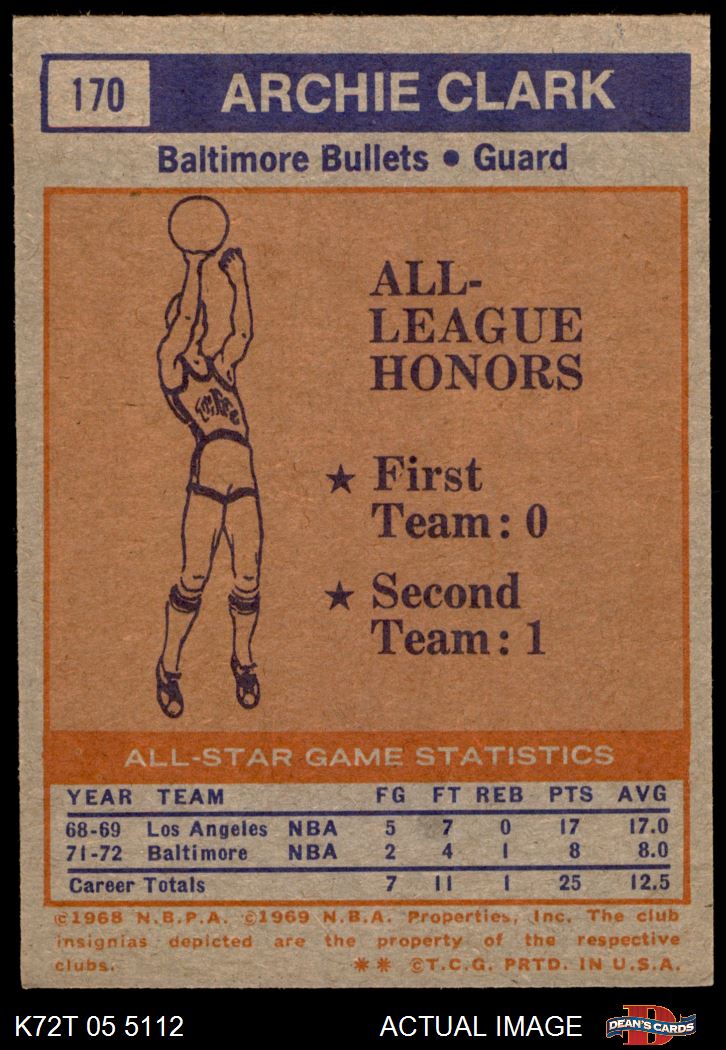 170 ARCHIE CLARK
Baltimore Bullets • Guard
ALL-
LEAGUE
HONORS
★ First
Team: 0
★ Second
Team: 1
ALL-STAR GAME STATISTICS
YEAR TEAM FG FT REB PTS AVG
68-69 Los Angeles NBA 5 7 0 17 17.0
71-72 Baltimore NBA 2 4 1 8 8.0
Career Totals 7 11 1 25 12.5
©1968 N.B.P.A. ©1969 N.B.A. Properties, Inc. The club
insignias depicted are the property of the respective
clubs. ** ©T.C.G. PRTD. IN U.S.A.
K72T 05 5112 ACTUAL IMAGE DEAN'S CARDS